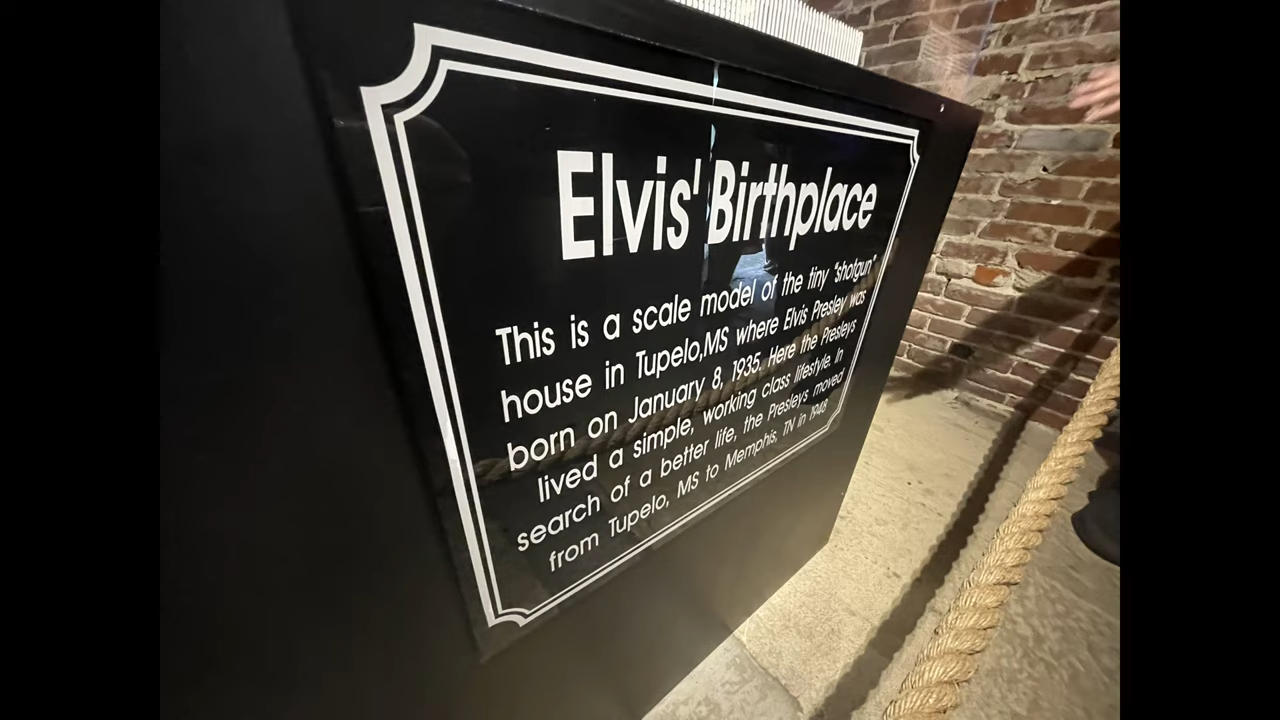 Elvis' Birthplace
This is a scale model of the tiny "shotgun"
house in Tupelo,MS where Elvis Presley was
born on January 8, 1935. Here the Presleys
lived a simple, working class lifestyle. In
search of a better life, the Presleys moved
from Tupelo, MS to Memphis, TN in 1948